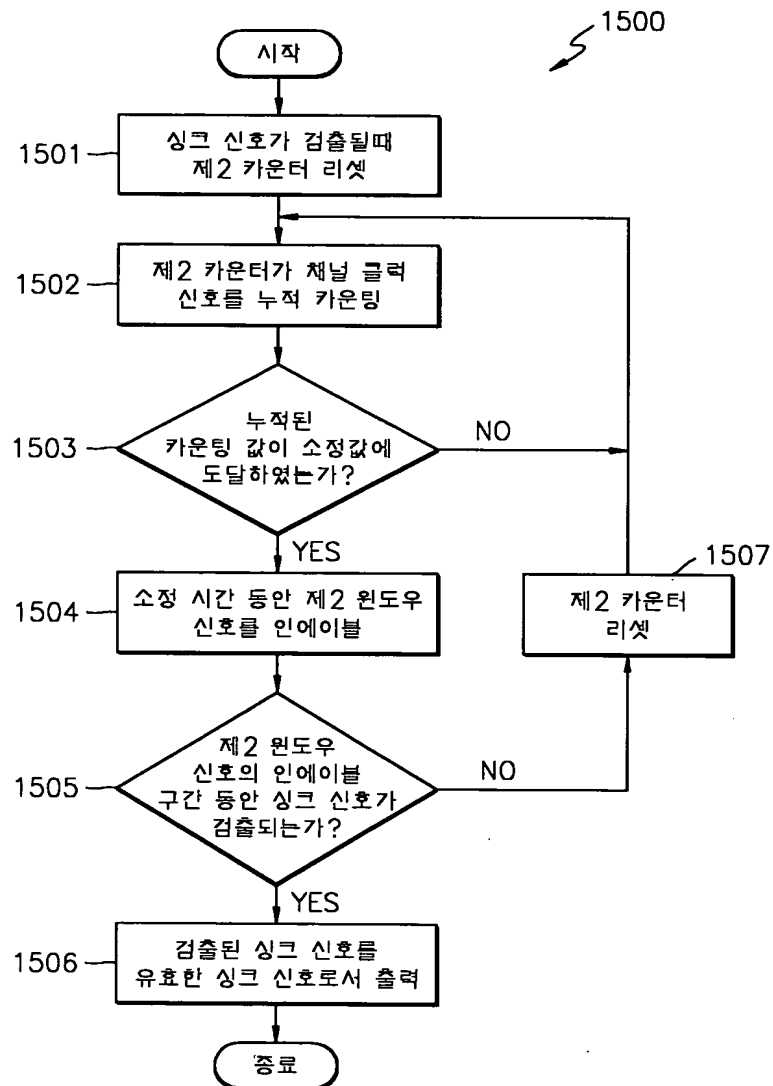 1500
시작
1501
싱크 신호가 검출될때
제2 카운터 리셋
1502
제2 카운터가 채널 클럭
신호를 누적 카운팅
1503
누적된
카운팅 값이 소정값에
도달하였는가?
NO
YES
1504
소정 시간 동안 제2 윈도우
신호를 인에이블
1507
제2 카운터
리셋
1505
제2 윈도우
신호의 인에이블
구간 동안 싱크 신호가
검출되는가?
NO
YES
1506
검출된 싱크 신호를
유효한 싱크 신호로서 출력
종료